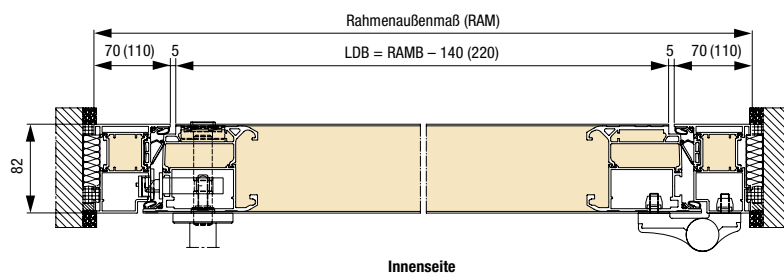 Rahmenaußenmaß (RAM)
70 (110) 5 LDB = RAMB – 140 (220) 5 70 (110)
82
Innenseite